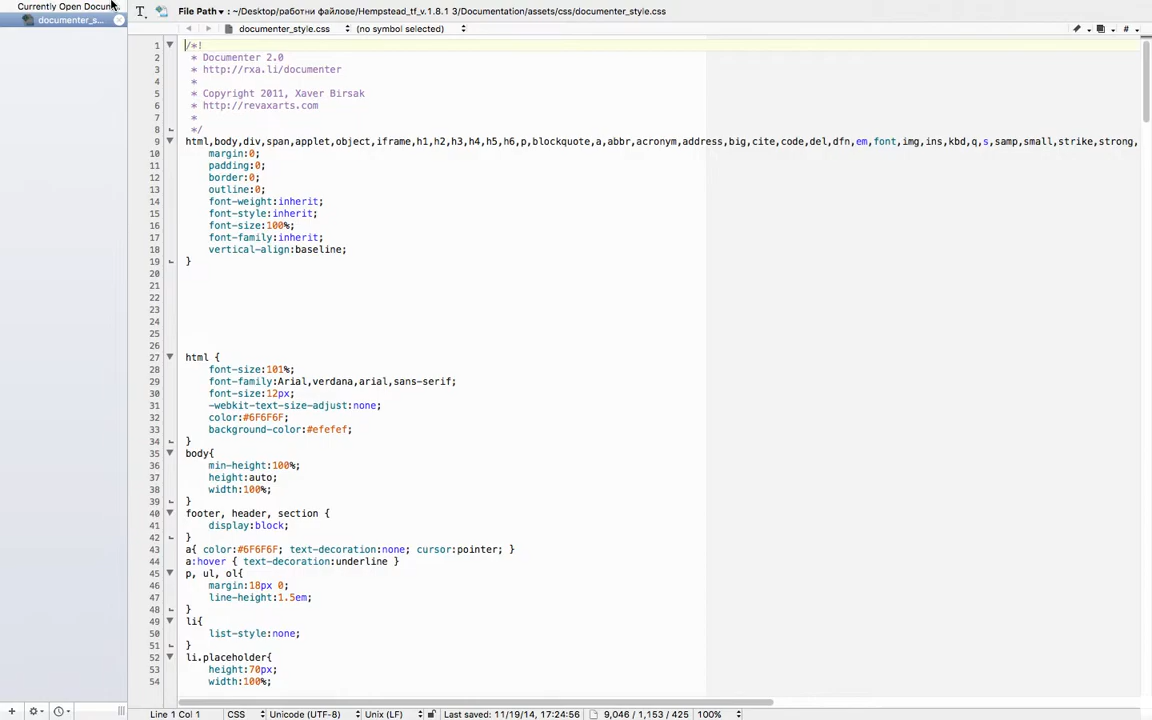 Currently Open Docum
documenter_s...
File Path ▾ : ~/Desktop/работни файлове/Hempstead_tf_v.1.8.1 3/Documentation/assets/css/documenter_style.css
documenter_style.css (no symbol selected)
1 /*!
2 * Documenter 2.0
3 * http://rxa.li/documenter
4 *
5 * Copyright 2011, Xaver Birsak
6 * http://revaxarts.com
7 *
8 */
9 html,body,div,span,applet,object,iframe,h1,h2,h3,h4,h5,h6,p,blockquote,a,abbr,acronym,address,big,cite,code,del,dfn,em,font,img,ins,kbd,q,s,samp,small,strike,strong,
10 margin:0;
11 padding:0;
12 border:0;
13 outline:0;
14 font-weight:inherit;
15 font-style:inherit;
16 font-size:100%;
17 font-family:inherit;
18 vertical-align:baseline;
19 }
20
21
22
23
24
25
26
27 html {
28 font-size:101%;
29 font-family:Arial,verdana,arial,sans-serif;
30 font-size:12px;
31 -webkit-text-size-adjust:none;
32 color:#6F6F6F;
33 background-color:#efefef;
34 }
35 body{
36 min-height:100%;
37 height:auto;
38 width:100%;
39 }
40 footer, header, section {
41 display:block;
42 }
43 a{ color:#6F6F6F; text-decoration:none; cursor:pointer; }
44 a:hover { text-decoration:underline }
45 p, ul, ol{
46 margin:18px 0;
47 line-height:1.5em;
48 }
49 li{
50 list-style:none;
51 }
52 li.placeholder{
53 height:70px;
54 width:100%;
Line 1 Col 1 CSS Unicode (UTF-8) Unix (LF) Last saved: 11/19/14, 17:24:56 9,046 / 1,153 / 425 100%